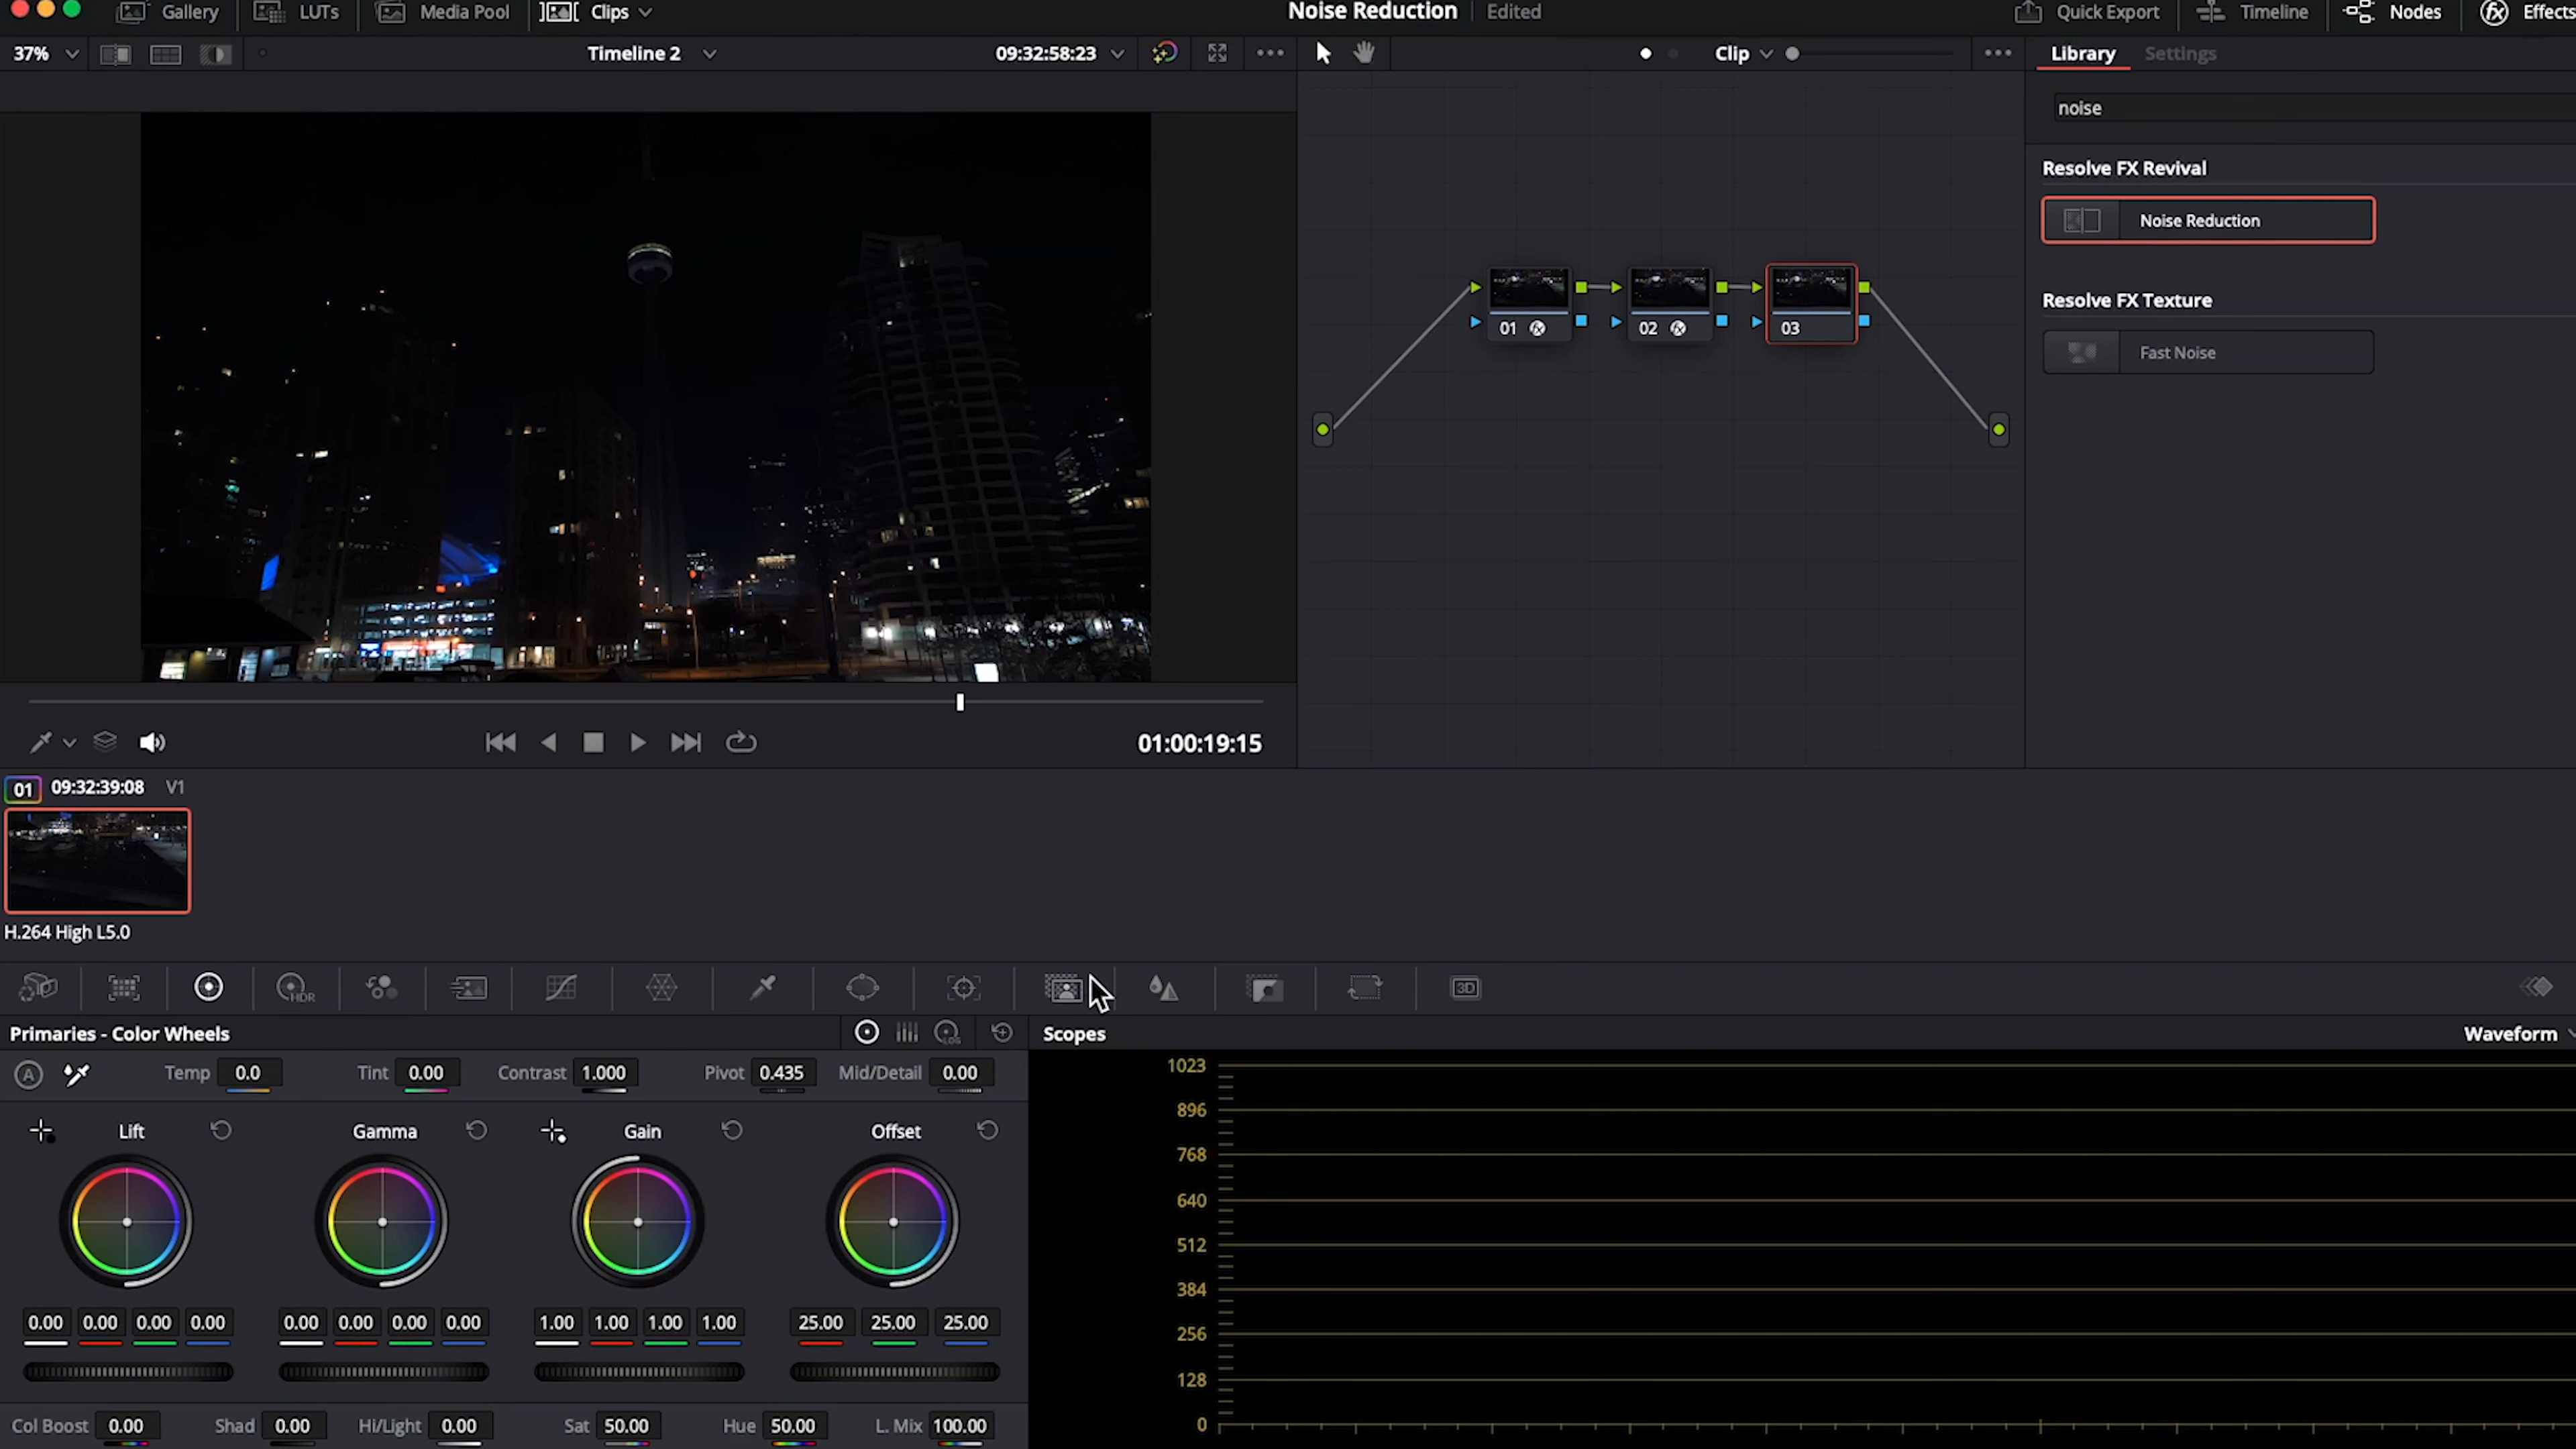 Gallery LUTs Media Pool Clips Noise Reduction Edited Quick Export Timeline Nodes Effects
37% Timeline 2 09:32:58:23 Clip Library Settings
noise
Resolve FX Revival
Noise Reduction
Resolve FX Texture
Fast Noise
01 02 03
01:00:19:15
01 09:32:39:08 V1
H.264 High L5.0
HDR 3D
Primaries - Color Wheels LOG Scopes Waveform
A Temp 0.0 Tint 0.00 Contrast 1.000 Pivot 0.435 Mid/Detail 0.00
Lift Gamma Gain Offset
0.00 0.00 0.00 0.00 0.00 0.00 0.00 0.00 1.00 1.00 1.00 1.00 25.00 25.00 25.00
Col Boost 0.00 Shad 0.00 Hi/Light 0.00 Sat 50.00 Hue 50.00 L. Mix 100.00
1023
896
768
640
512
384
256
128
0